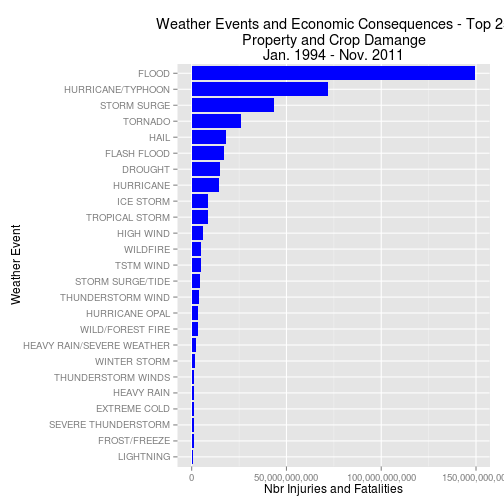 Weather Events and Economic Consequences - Top 2
Property and Crop Damange
Jan. 1994 - Nov. 2011
FLOOD
HURRICANE/TYPHOON
STORM SURGE
TORNADO
HAIL
FLASH FLOOD
DROUGHT
HURRICANE
ICE STORM
TROPICAL STORM
HIGH WIND
WILDFIRE
TSTM WIND
STORM SURGE/TIDE
THUNDERSTORM WIND
HURRICANE OPAL
WILD/FOREST FIRE
HEAVY RAIN/SEVERE WEATHER
WINTER STORM
THUNDERSTORM WINDS
HEAVY RAIN
EXTREME COLD
SEVERE THUNDERSTORM
FROST/FREEZE
LIGHTNING
Weather Event
0 50,000,000,000 100,000,000,000 150,000,000,0
Nbr Injuries and Fatalities